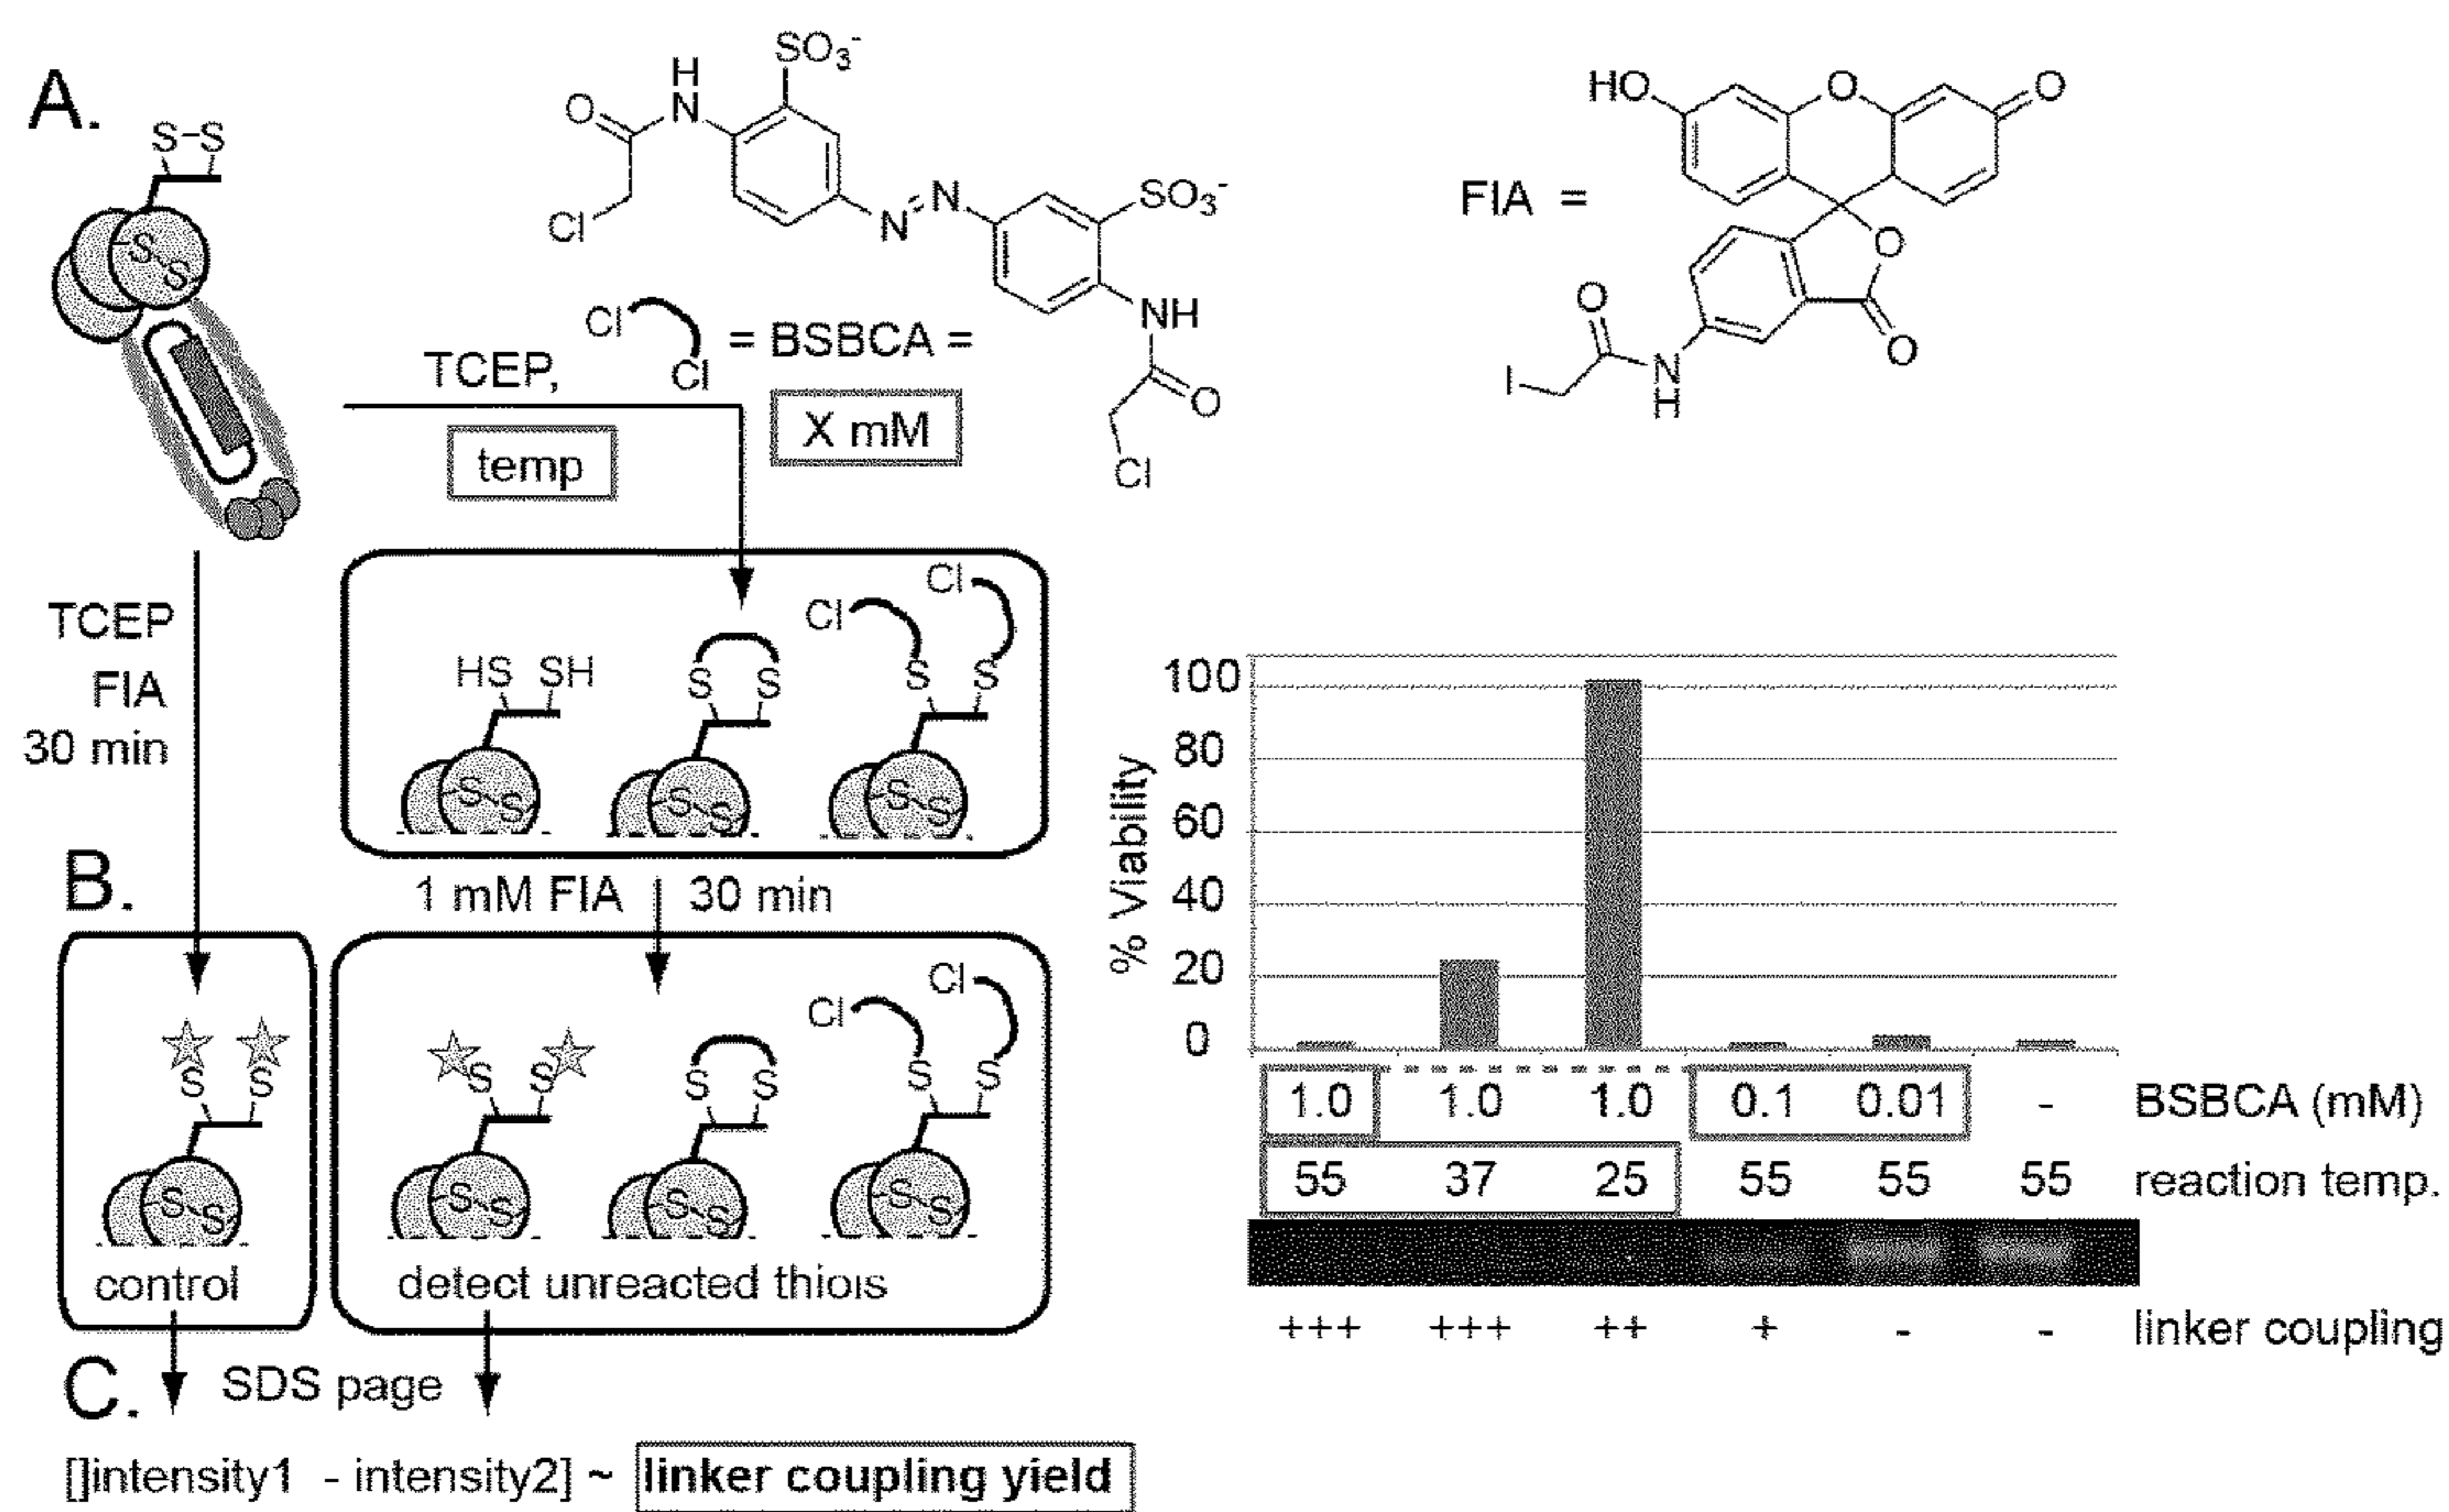 A.
S-S
S
S
O
H
N
SO₃⁻
Cl
N
N
SO₃⁻
NH
O
Cl
Cl
Cl
= BSBCA =
X mM
TCEP,
temp
FIA =
HO
O
O
O
O
O
N
H
I
TCEP
FIA
30 min
HS SH
S S
Cl
Cl
S S
S S
S S
S S
B.
1 mM FIA 30 min
S S
S S
control
S S
S S
Cl
Cl
S S
S S
S S
S S
detect unreacted thiols
C.
SDS page
[]intensity1 - intensity2] ~ linker coupling yield
% Viability
100
80
60
40
20
0
1.0 1.0 1.0 0.1 0.01 - BSBCA (mM)
55 37 25 55 55 55 reaction temp.
+++ +++ ++ + - - linker coupling